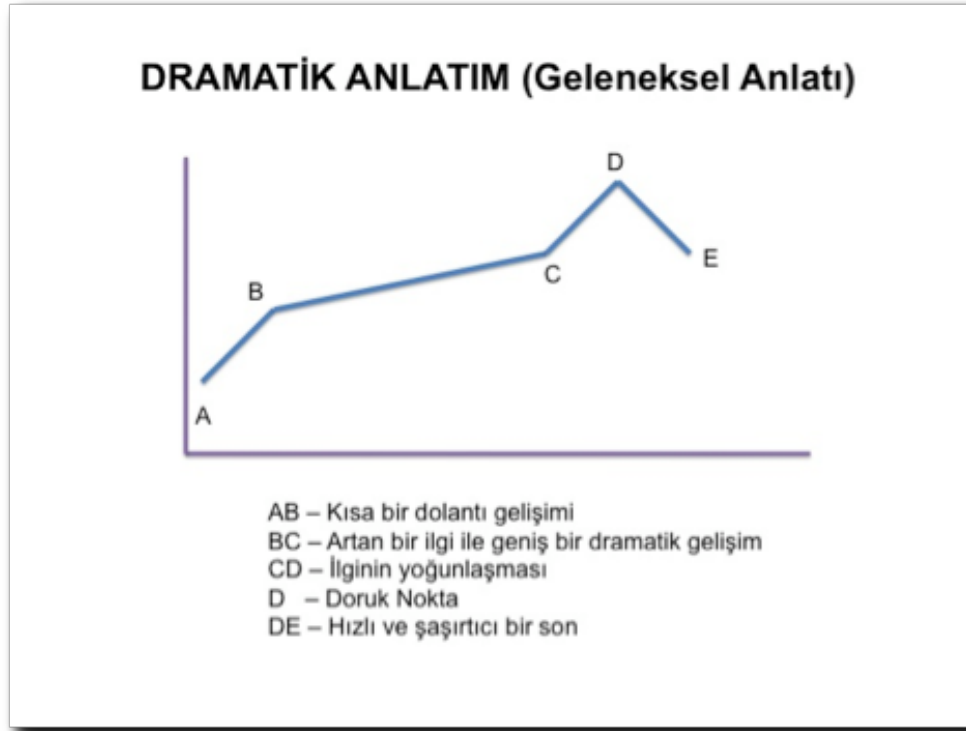 DRAMATİK ANLATIM (Geleneksel Anlatı)
D
E
C
B
A
AB – Kısa bir dolantı gelişimi
BC – Artan bir ilgi ile geniş bir dramatik gelişim
CD – İlginin yoğunlaşması
D – Doruk Nokta
DE – Hızlı ve şaşırtıcı bir son